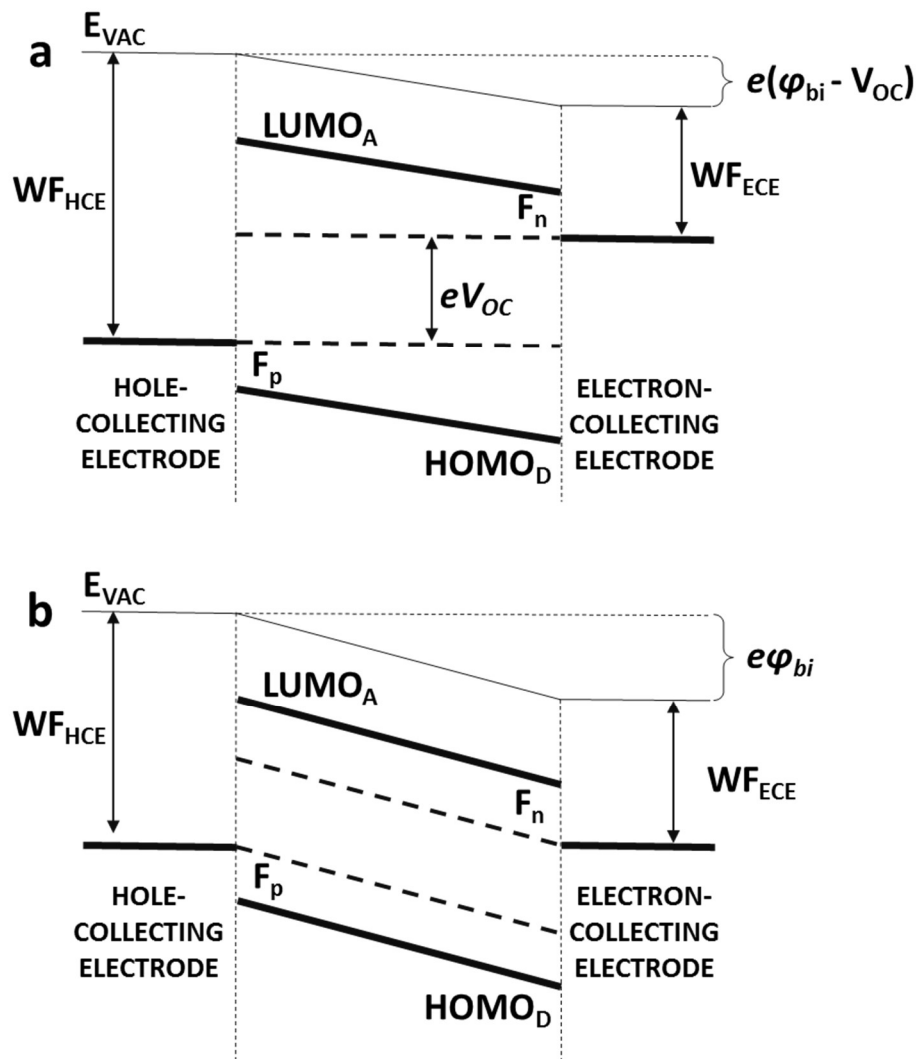 a
E_VAC
e(φ_bi - V_OC)
LUMO_A
WF_HCE
WF_ECE
F_n
eV_OC
F_p
HOLE-
COLLECTING
ELECTRODE
ELECTRON-
COLLECTING
ELECTRODE
HOMO_D
b
E_VAC
eφ_bi
LUMO_A
WF_HCE
WF_ECE
F_n
F_p
HOLE-
COLLECTING
ELECTRODE
ELECTRON-
COLLECTING
ELECTRODE
HOMO_D